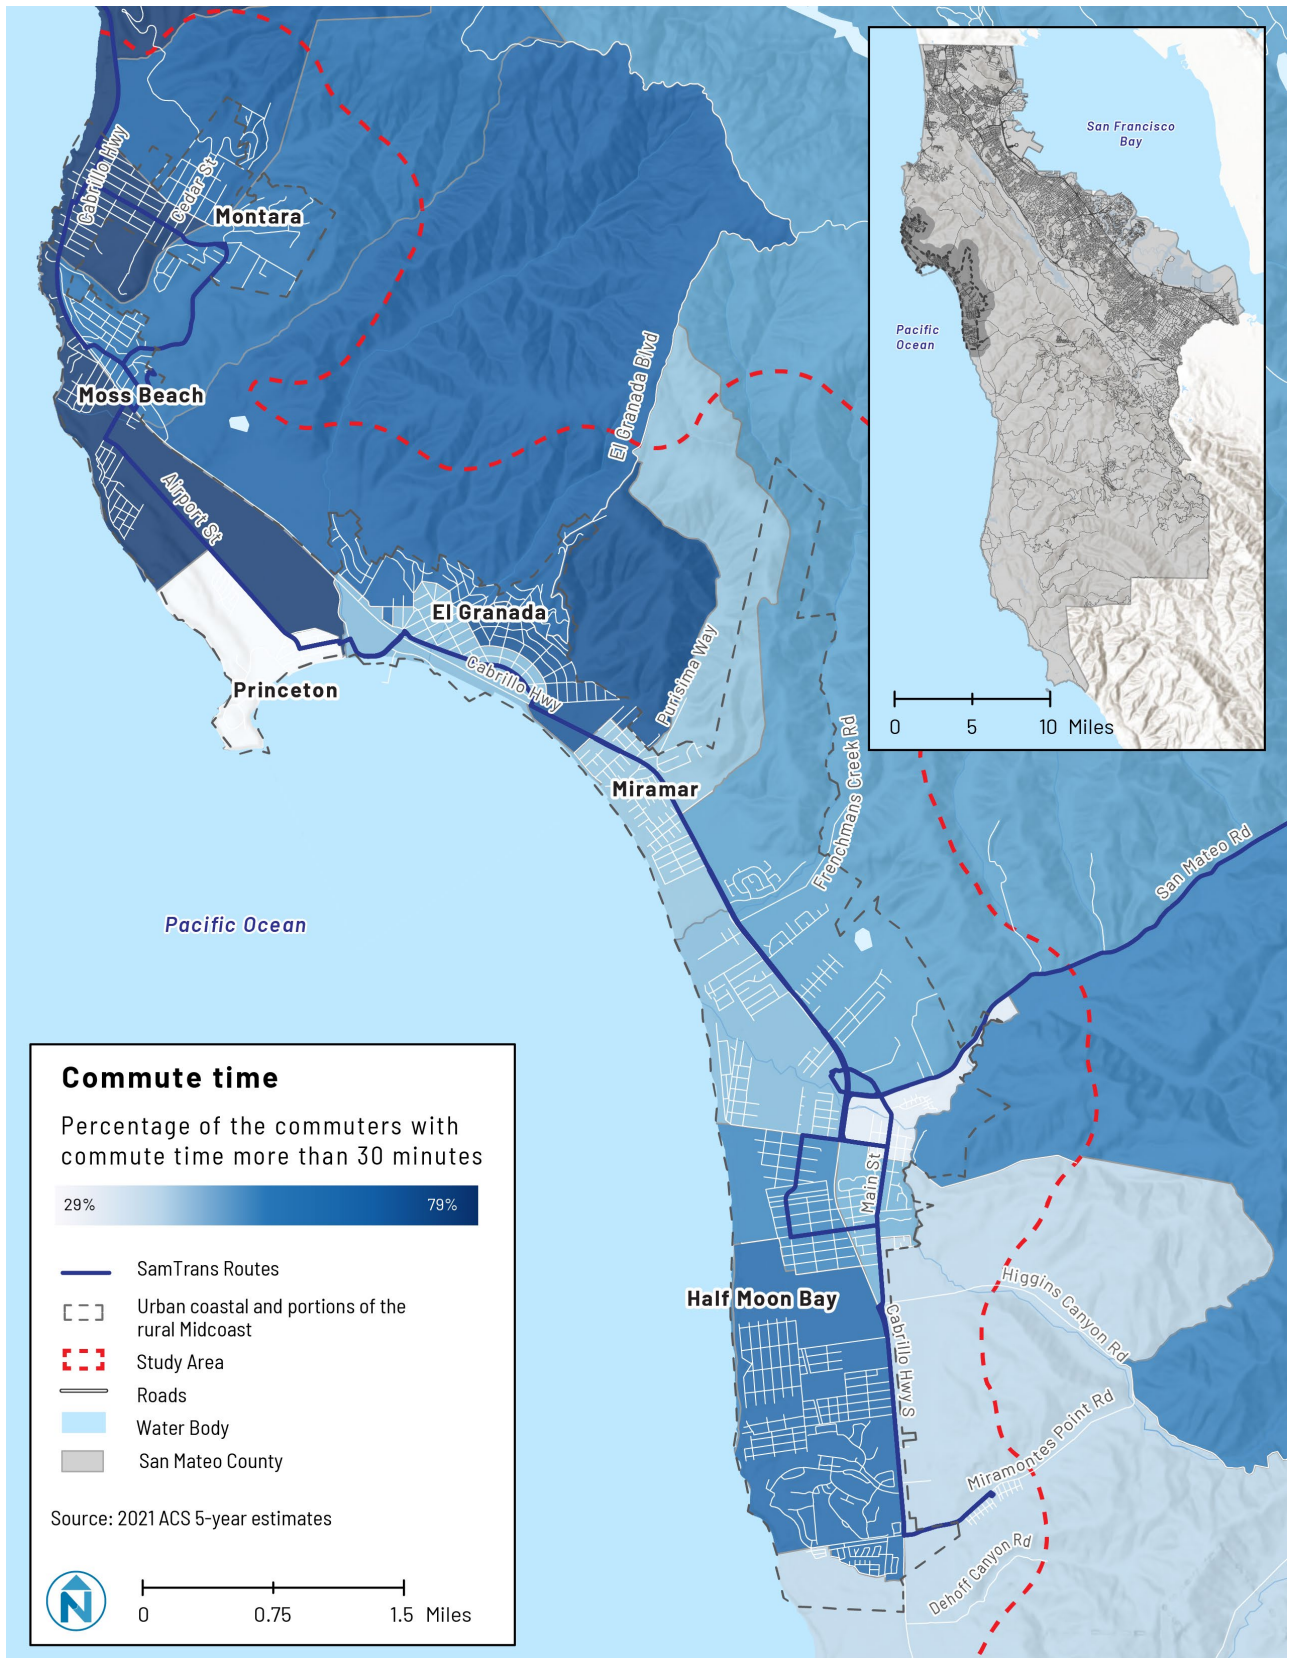 Cabrillo Hwy
Cedar St
Montara
Moss Beach
Airport St
El Granada Blvd
El Granada
Cabrillo Hwy
Purisima Way
Princeton
Miramar
Frenchmans Creek Rd
San Mateo Rd
Pacific Ocean
Main St
Half Moon Bay
Cabrillo Hwy S
Higgins Canyon Rd
Miramontes Point Rd
Dehoff Canyon Rd
San Francisco
Bay
Pacific
Ocean
0 5 10 Miles
Commute time
Percentage of the commuters with
commute time more than 30 minutes
29% 79%
SamTrans Routes
Urban coastal and portions of the
rural Midcoast
Study Area
Roads
Water Body
San Mateo County
Source: 2021 ACS 5-year estimates
N
0 0.75 1.5 Miles